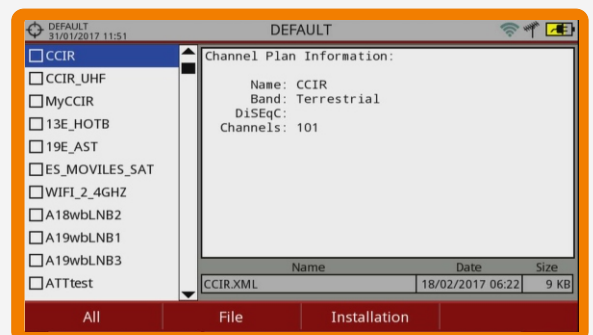 DEFAULT
31/01/2017 11:51
DEFAULT
CCIR
CCIR_UHF
MyCCIR
13E_HOTB
19E_AST
ES_MOVILES_SAT
WIFI_2_4GHZ
A18wbLNB2
A19wbLNB1
A19wbLNB3
ATTtest
Channel Plan Information:
Name: CCIR
Band: Terrestrial
DiSEqC:
Channels: 101
Name Date Size
CCIR.XML 18/02/2017 06:22 9 KB
All File Installation